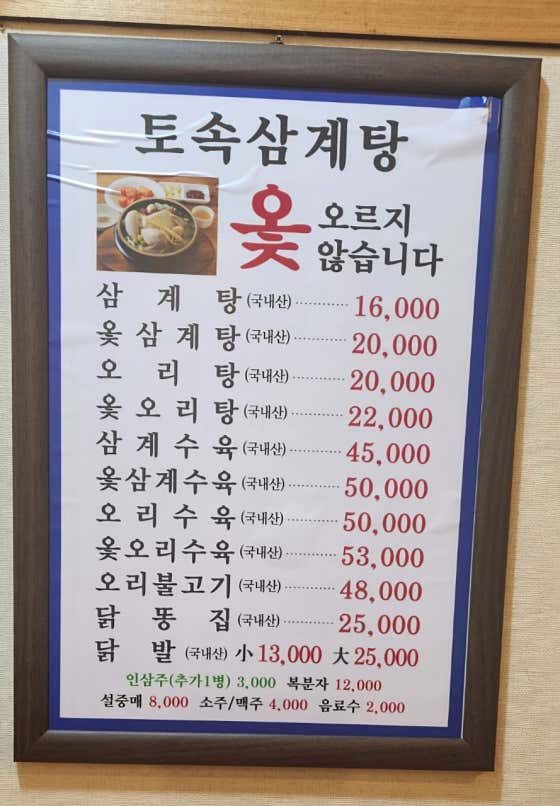 토속삼계탕
옻 오르지
않습니다
삼계탕(국내산) ··········· 16,000
옻삼계탕(국내산) ··········· 20,000
오리탕(국내산) ··········· 20,000
옻오리탕(국내산) ··········· 22,000
삼계수육(국내산) ··········· 45,000
옻삼계수육(국내산) ··········· 50,000
오리수육(국내산) ··········· 50,000
옻오리수육(국내산) ··········· 53,000
오리불고기(국내산) ··········· 48,000
닭똥집(국내산) ··········· 25,000
닭발(국내산) 小 13,000 大 25,000
인삼주(추가1병) 3,000 복분자 12,000
설중매 8,000 소주/맥주 4,000 음료수 2,000